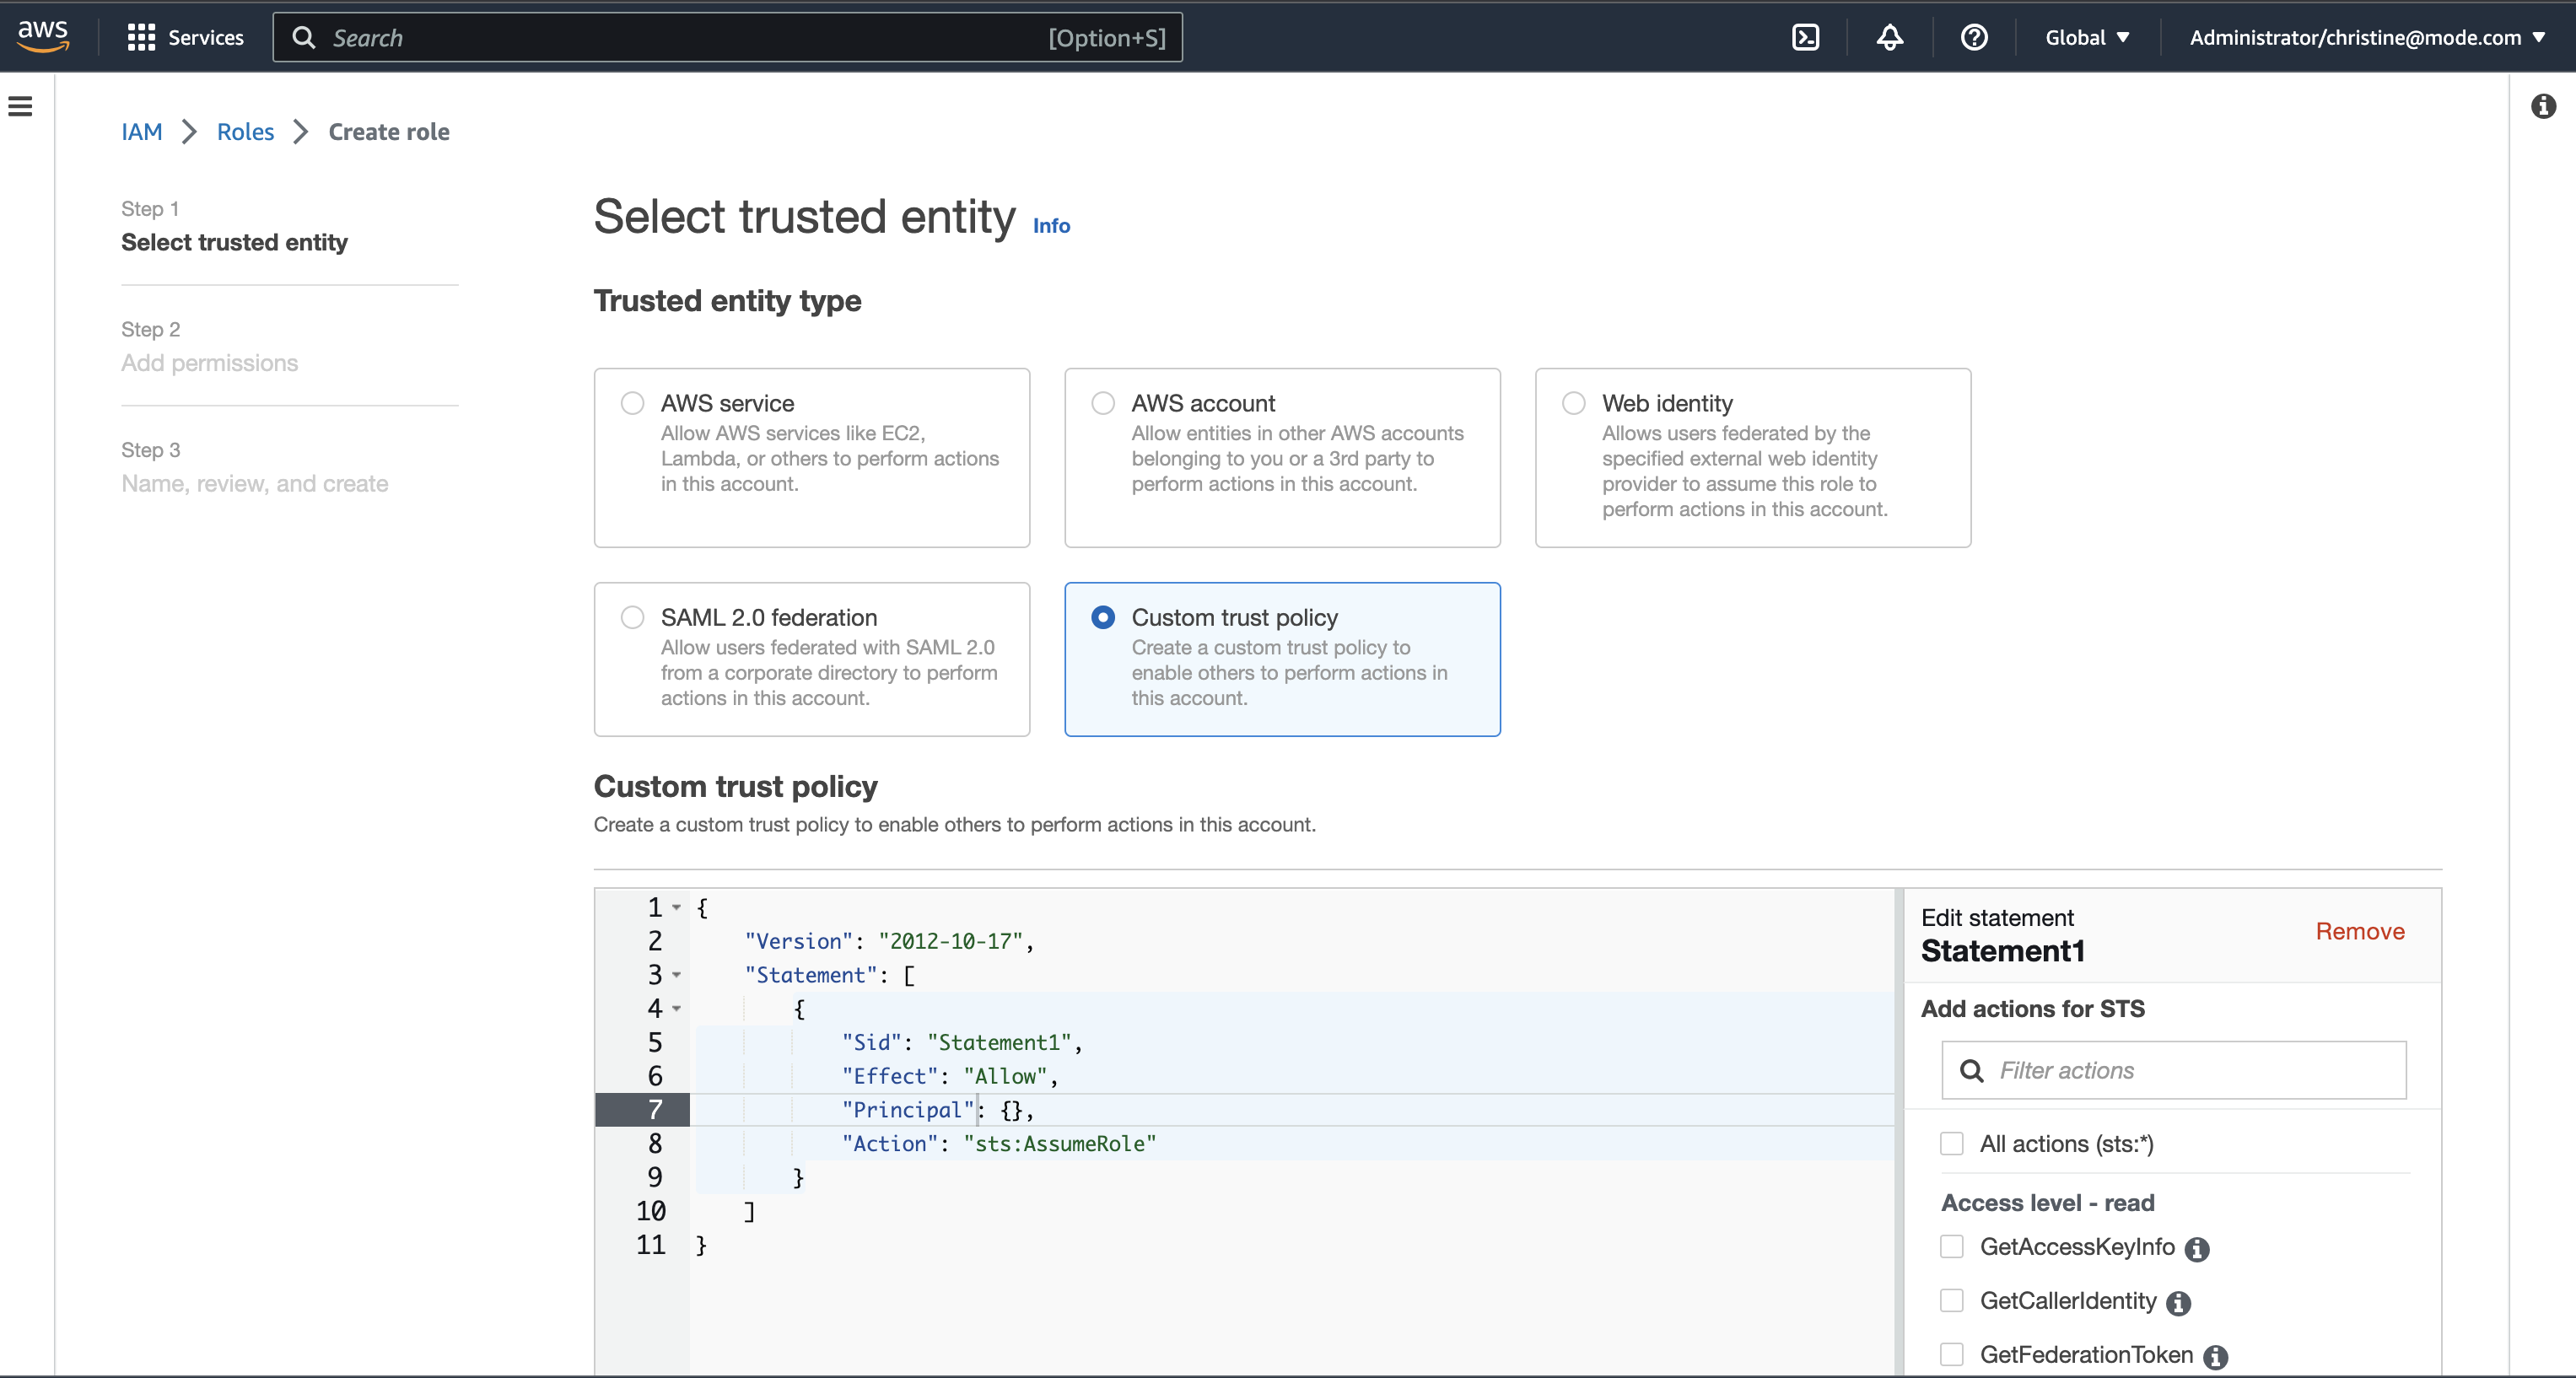 aws
Services
Search
[Option+S]
Global
Administrator/christine@mode.com
IAM
Roles
Create role
Step 1
Select trusted entity
Step 2
Add permissions
Step 3
Name, review, and create
Select trusted entity Info
Trusted entity type
AWS service
Allow AWS services like EC2,
Lambda, or others to perform actions
in this account.
AWS account
Allow entities in other AWS accounts
belonging to you or a 3rd party to
perform actions in this account.
Web identity
Allows users federated by the
specified external web identity
provider to assume this role to
perform actions in this account.
SAML 2.0 federation
Allow users federated with SAML 2.0
from a corporate directory to perform
actions in this account.
Custom trust policy
Create a custom trust policy to
enable others to perform actions in
this account.
Custom trust policy
Create a custom trust policy to enable others to perform actions in this account.
1 {
2 "Version": "2012-10-17",
3 "Statement": [
4 {
5 "Sid": "Statement1",
6 "Effect": "Allow",
7 "Principal": {},
8 "Action": "sts:AssumeRole"
9 }
10 ]
11 }
Edit statement
Statement1
Remove
Add actions for STS
Filter actions
All actions (sts:*)
Access level - read
GetAccessKeyInfo
GetCallerIdentity
GetFederationToken